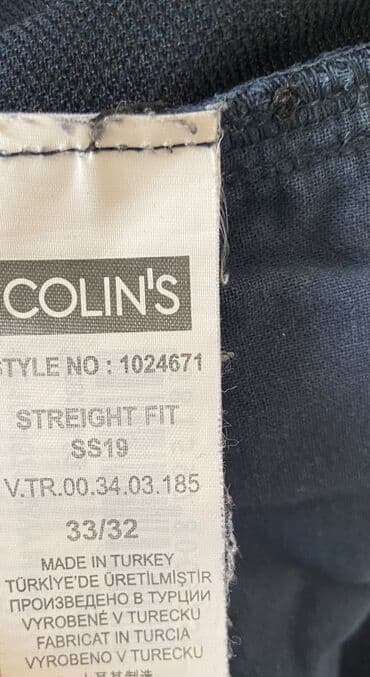 COLIN'S
STYLE NO : 1024671
STREIGHT FIT
SS19
V.TR.00.34.03.185
33/32
MADE IN TURKEY
TÜRKİYE'DE ÜRETİLMİŞTİR
ПРОИЗВЕДЕНО В ТУРЦИИ
VYROBENÉ V TURECKU
FABRICAT IN TURCIA
VYROBENO V TURECKU